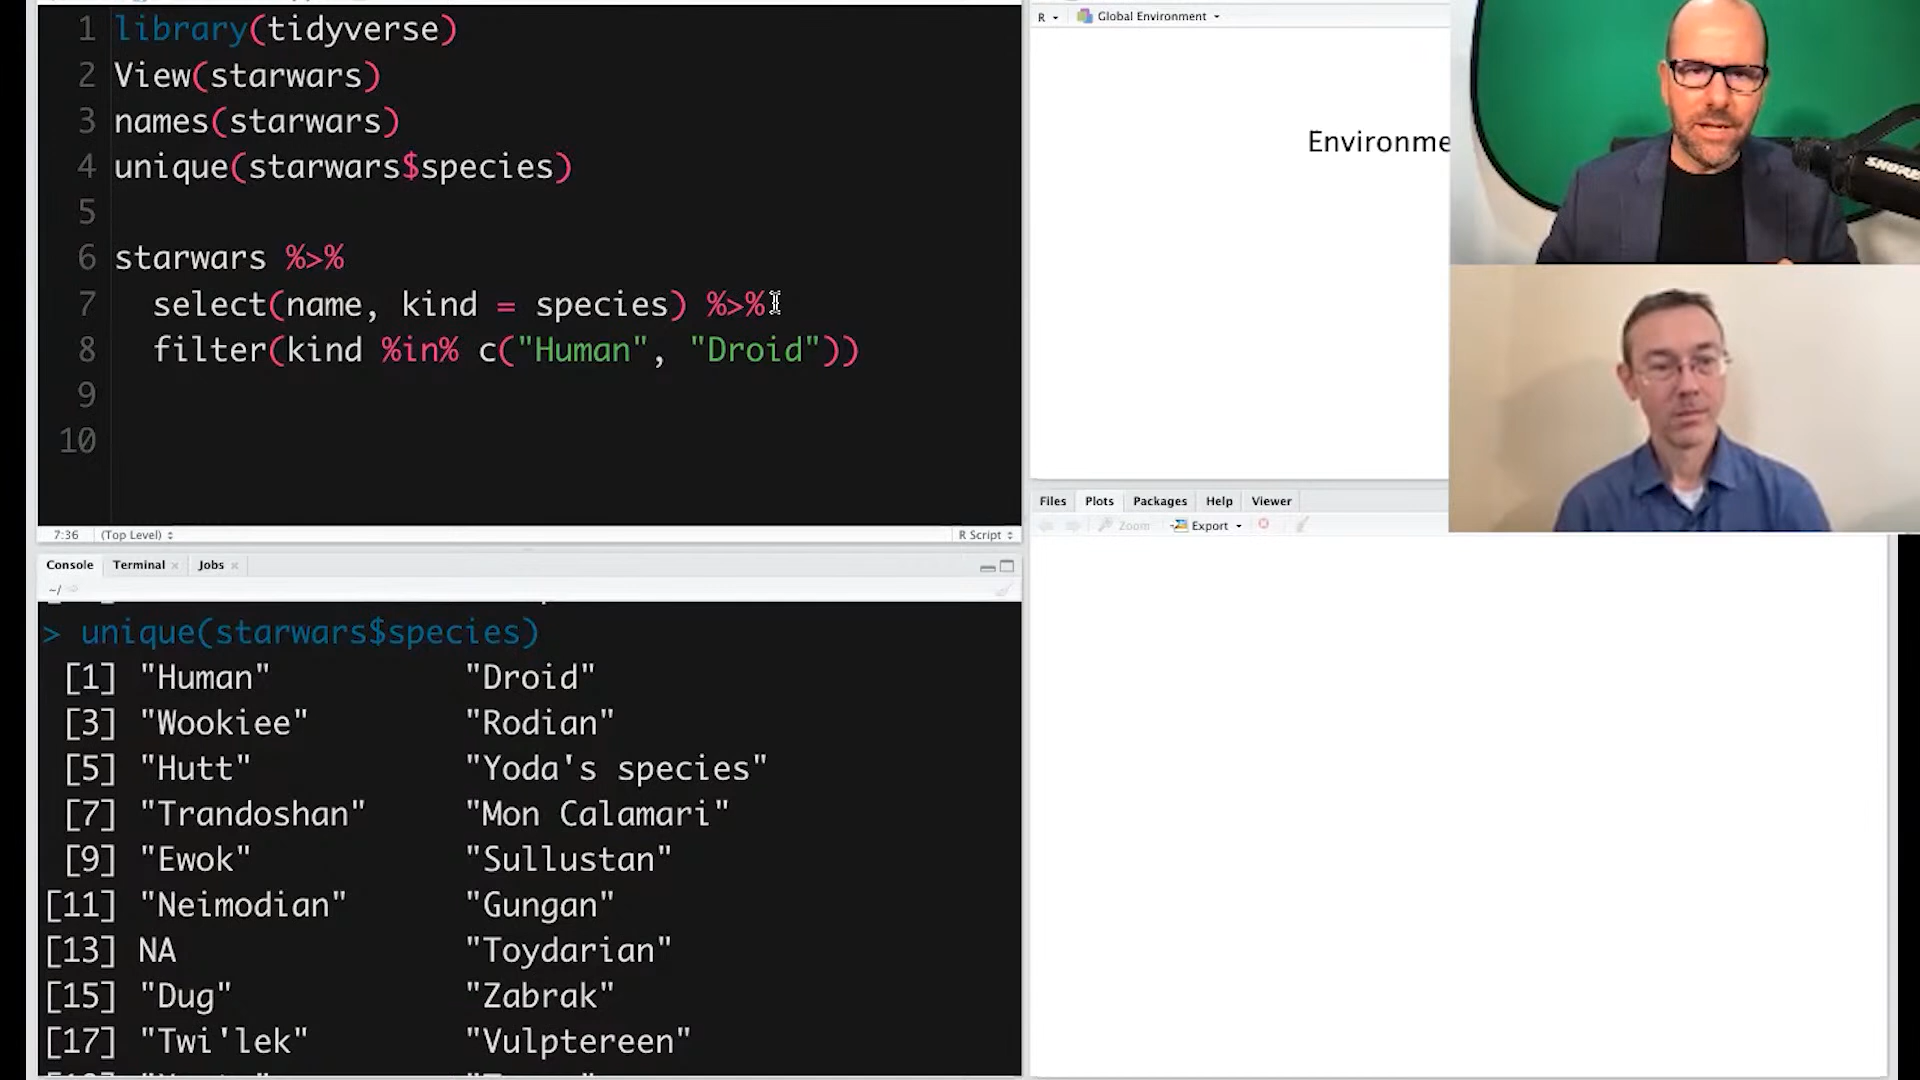 1 library(tidyverse)
2 View(starwars)
3 names(starwars)
4 unique(starwars$species)
5
6 starwars %>%
7 select(name, kind = species) %>%
8 filter(kind %in% c("Human", "Droid"))
9
10
7:36 (Top Level) R Script
Console Terminal Jobs
~/
> unique(starwars$species)
[1] "Human" "Droid"
[3] "Wookiee" "Rodian"
[5] "Hutt" "Yoda's species"
[7] "Trandoshan" "Mon Calamari"
[9] "Ewok" "Sullustan"
[11] "Neimodian" "Gungan"
[13] NA "Toydarian"
[15] "Dug" "Zabrak"
[17] "Twi'lek" "Vulptereen"
R Global Environment
Environme
Files Plots Packages Help Viewer
Zoom Export
SHURE